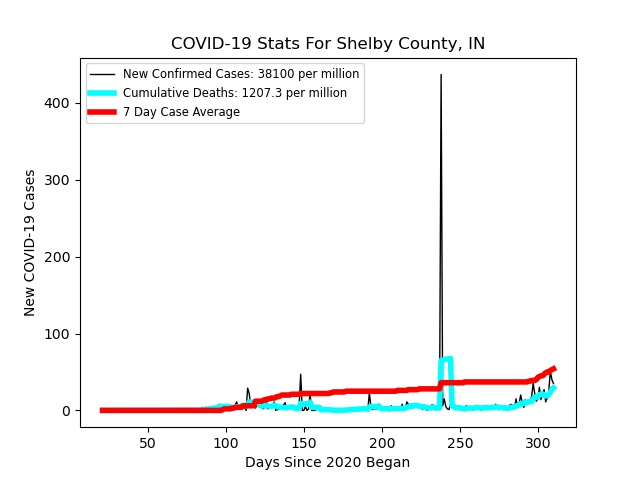 COVID-19 Stats For Shelby County, IN
New Confirmed Cases: 38100 per million
Cumulative Deaths: 1207.3 per million
7 Day Case Average
New COVID-19 Cases
400
300
200
100
0
50 100 150 200 250 300
Days Since 2020 Began